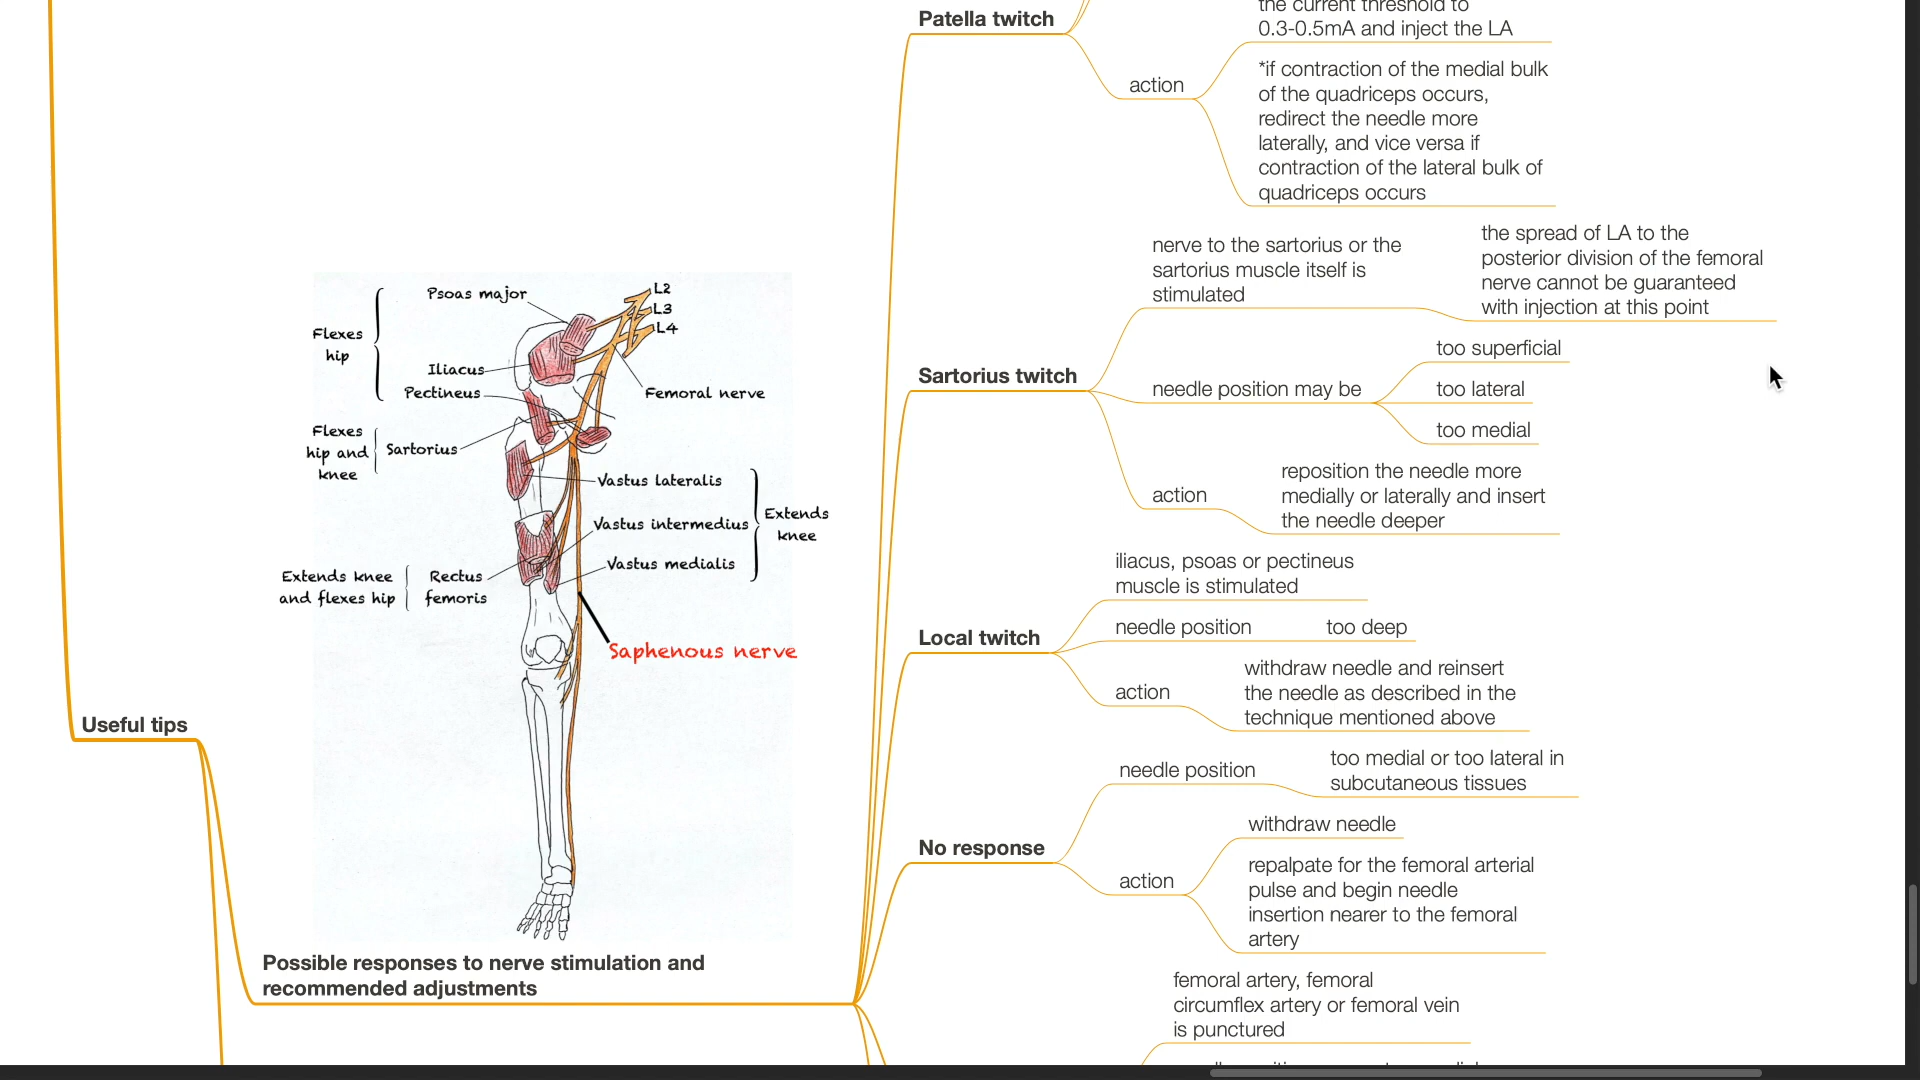 Patella twitch
the current threshold to
0.3-0.5mA and inject the LA
action
*if contraction of the medial bulk
of the quadriceps occurs,
redirect the needle more
laterally, and vice versa if
contraction of the lateral bulk of
quadriceps occurs
Sartorius twitch
nerve to the sartorius or the
sartorius muscle itself is
stimulated
the spread of LA to the
posterior division of the femoral
nerve cannot be guaranteed
with injection at this point
needle position may be
too superficial
too lateral
too medial
action
reposition the needle more
medially or laterally and insert
the needle deeper
Local twitch
iliacus, psoas or pectineus
muscle is stimulated
needle position
too deep
action
withdraw needle and reinsert
the needle as described in the
technique mentioned above
No response
needle position
too medial or too lateral in
subcutaneous tissues
action
withdraw needle
repalpate for the femoral arterial
pulse and begin needle
insertion nearer to the femoral
artery
femoral artery, femoral
circumflex artery or femoral vein
is punctured
Useful tips
Possible responses to nerve stimulation and
recommended adjustments
Psoas major
L2
L3
L4
Flexes
hip
Iliacus
Pectineus
Femoral nerve
Flexes
hip and
knee
Sartorius
Vastus lateralis
Vastus intermedius
Vastus medialis
Extends
knee
Extends knee
and flexes hip
Rectus
femoris
Saphenous nerve